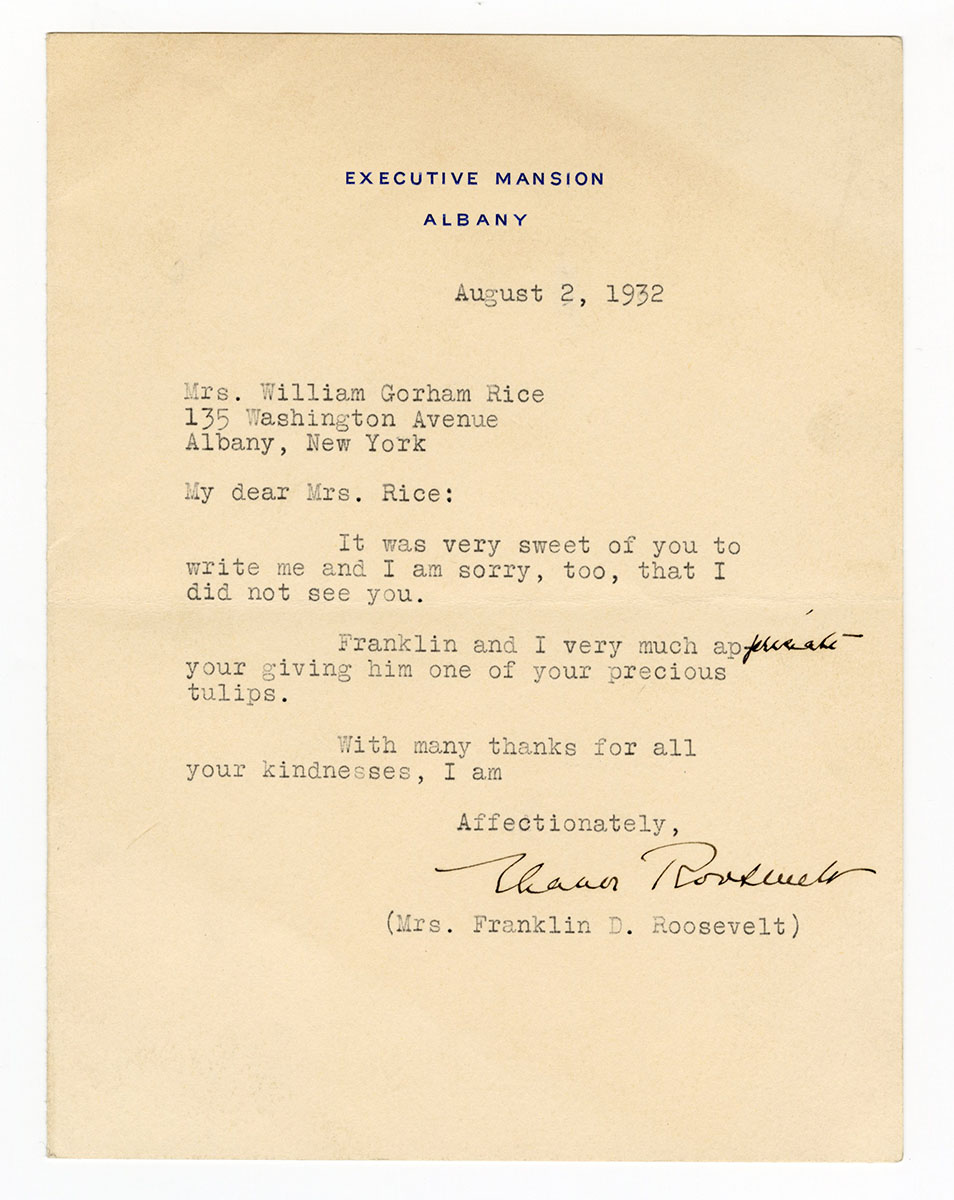 EXECUTIVE MANSION
ALBANY
August 2, 1932
Mrs. William Gorham Rice
135 Washington Avenue
Albany, New York
My dear Mrs. Rice:
It was very sweet of you to
write me and I am sorry, too, that I
did not see you.
Franklin and I very much appreciate
your giving him one of your precious
tulips.
With many thanks for all
your kindnesses, I am
Affectionately,
Eleanor Roosevelt
(Mrs. Franklin D. Roosevelt)